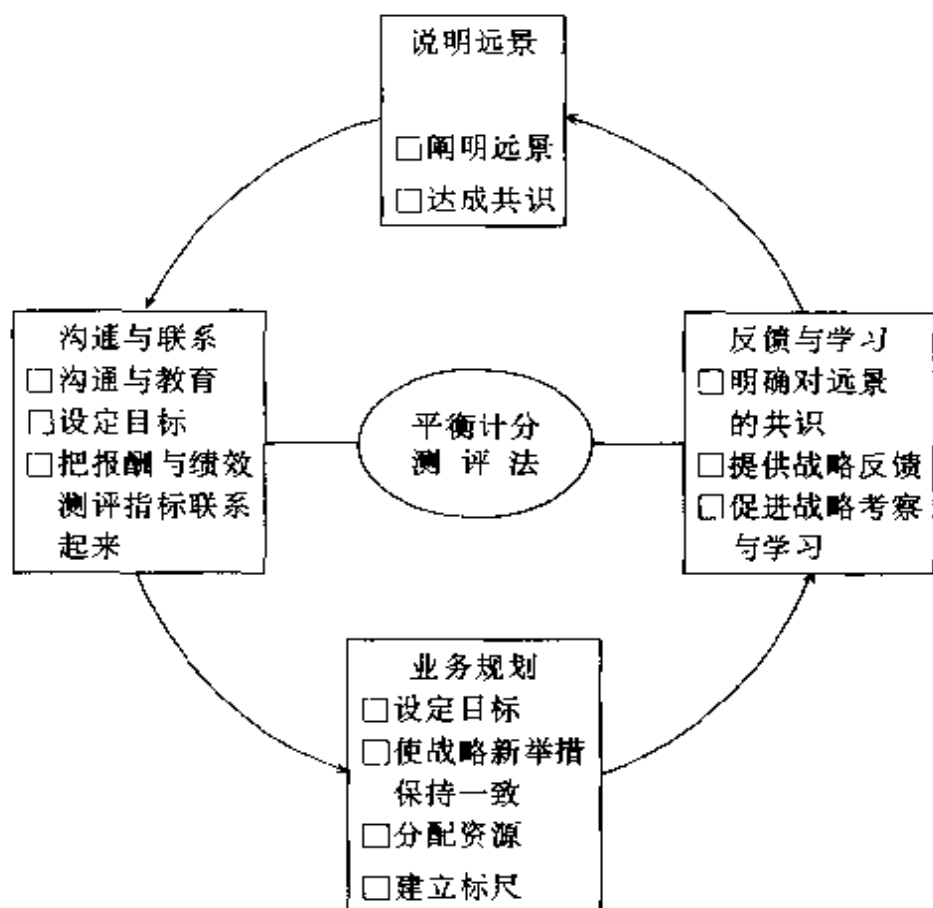 说明远景
□阐明远景
□达成共识
沟通与联系
□沟通与教育
□设定目标
□把报酬与绩效
测评指标联系
起来
平衡计分
测评法
反馈与学习
□明确对远景
的共识
□提供战略反馈
□促进战略考察
与学习
业务规划
□设定目标
□使战略新举措
保持一致
□分配资源
□建立标尺